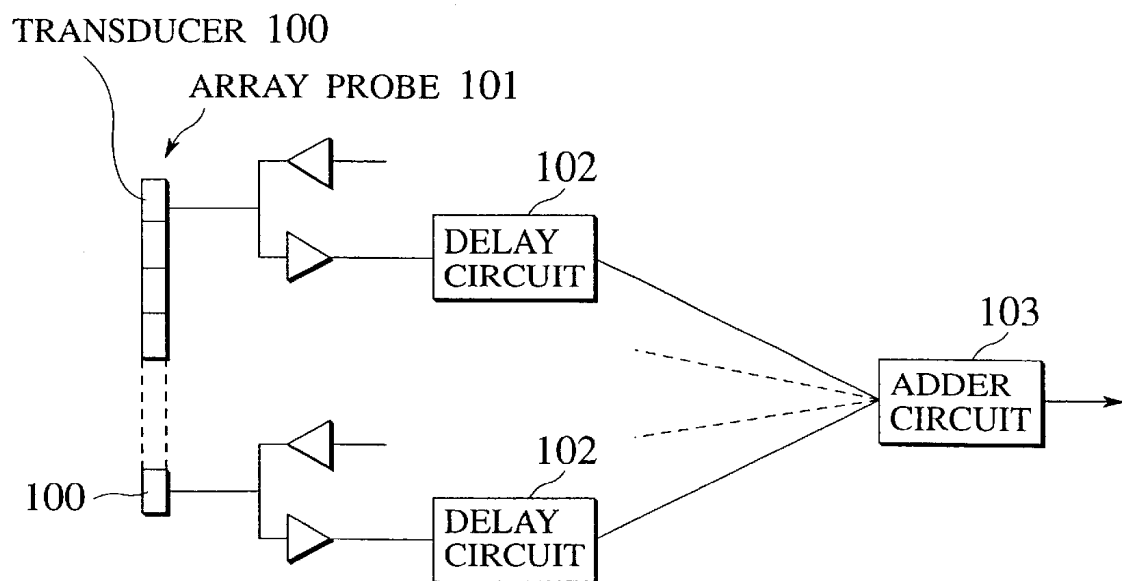 TRANSDUCER 100
ARRAY PROBE 101
102
DELAY
CIRCUIT
103
ADDER
CIRCUIT
102
100
DELAY
CIRCUIT